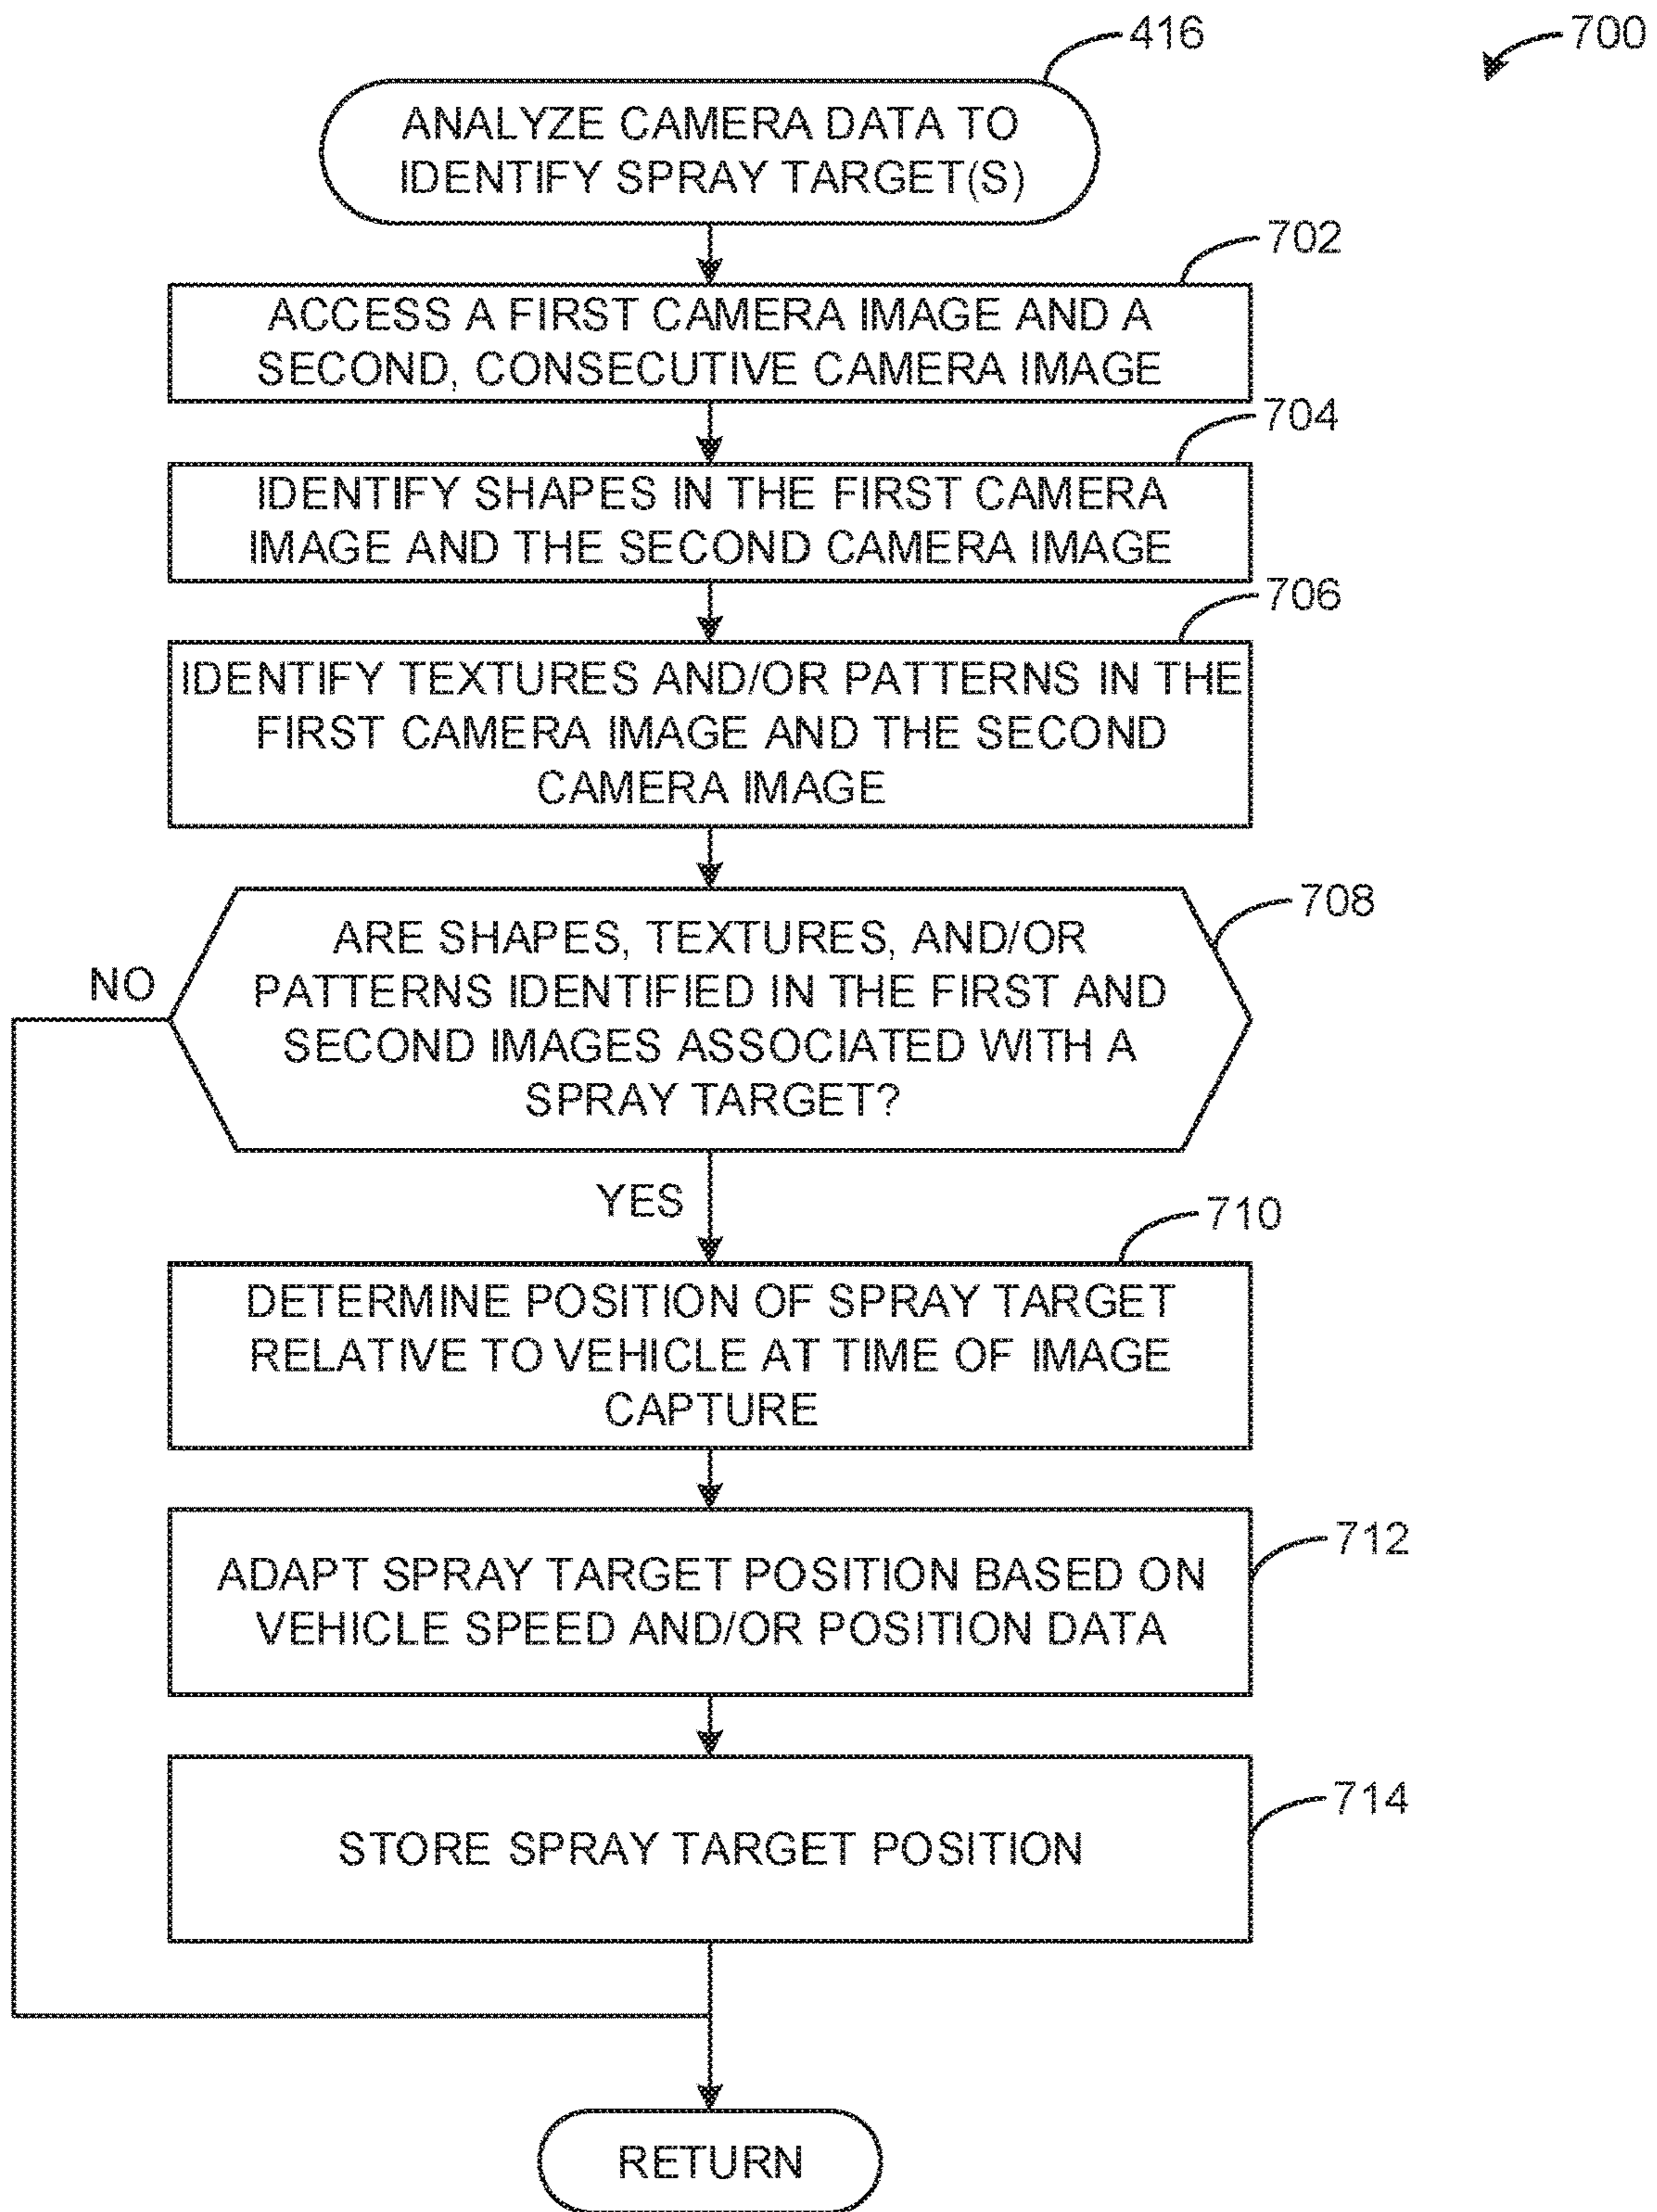 416
700
ANALYZE CAMERA DATA TO
IDENTIFY SPRAY TARGET(S)
702
ACCESS A FIRST CAMERA IMAGE AND A
SECOND, CONSECUTIVE CAMERA IMAGE
704
IDENTIFY SHAPES IN THE FIRST CAMERA
IMAGE AND THE SECOND CAMERA IMAGE
706
IDENTIFY TEXTURES AND/OR PATTERNS IN THE
FIRST CAMERA IMAGE AND THE SECOND
CAMERA IMAGE
708
ARE SHAPES, TEXTURES, AND/OR
PATTERNS IDENTIFIED IN THE FIRST AND
SECOND IMAGES ASSOCIATED WITH A
SPRAY TARGET?
NO
YES
710
DETERMINE POSITION OF SPRAY TARGET
RELATIVE TO VEHICLE AT TIME OF IMAGE
CAPTURE
712
ADAPT SPRAY TARGET POSITION BASED ON
VEHICLE SPEED AND/OR POSITION DATA
714
STORE SPRAY TARGET POSITION
RETURN